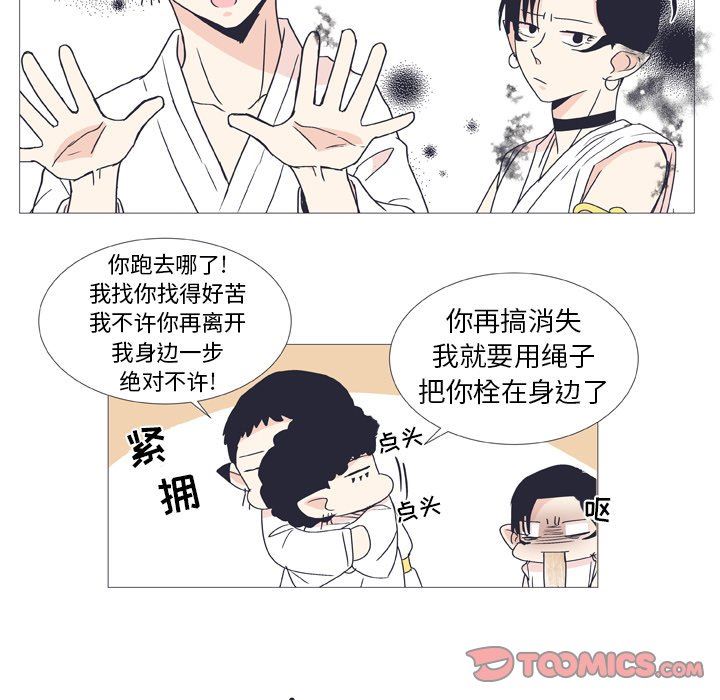 你跑去哪了!
我找你找得好苦
我不许你再离开
我身边一步
绝对不许!
你再搞消失
我就要用绳子
把你栓在身边了
紧
拥
点头
点头
呕
TOOMICS.COM